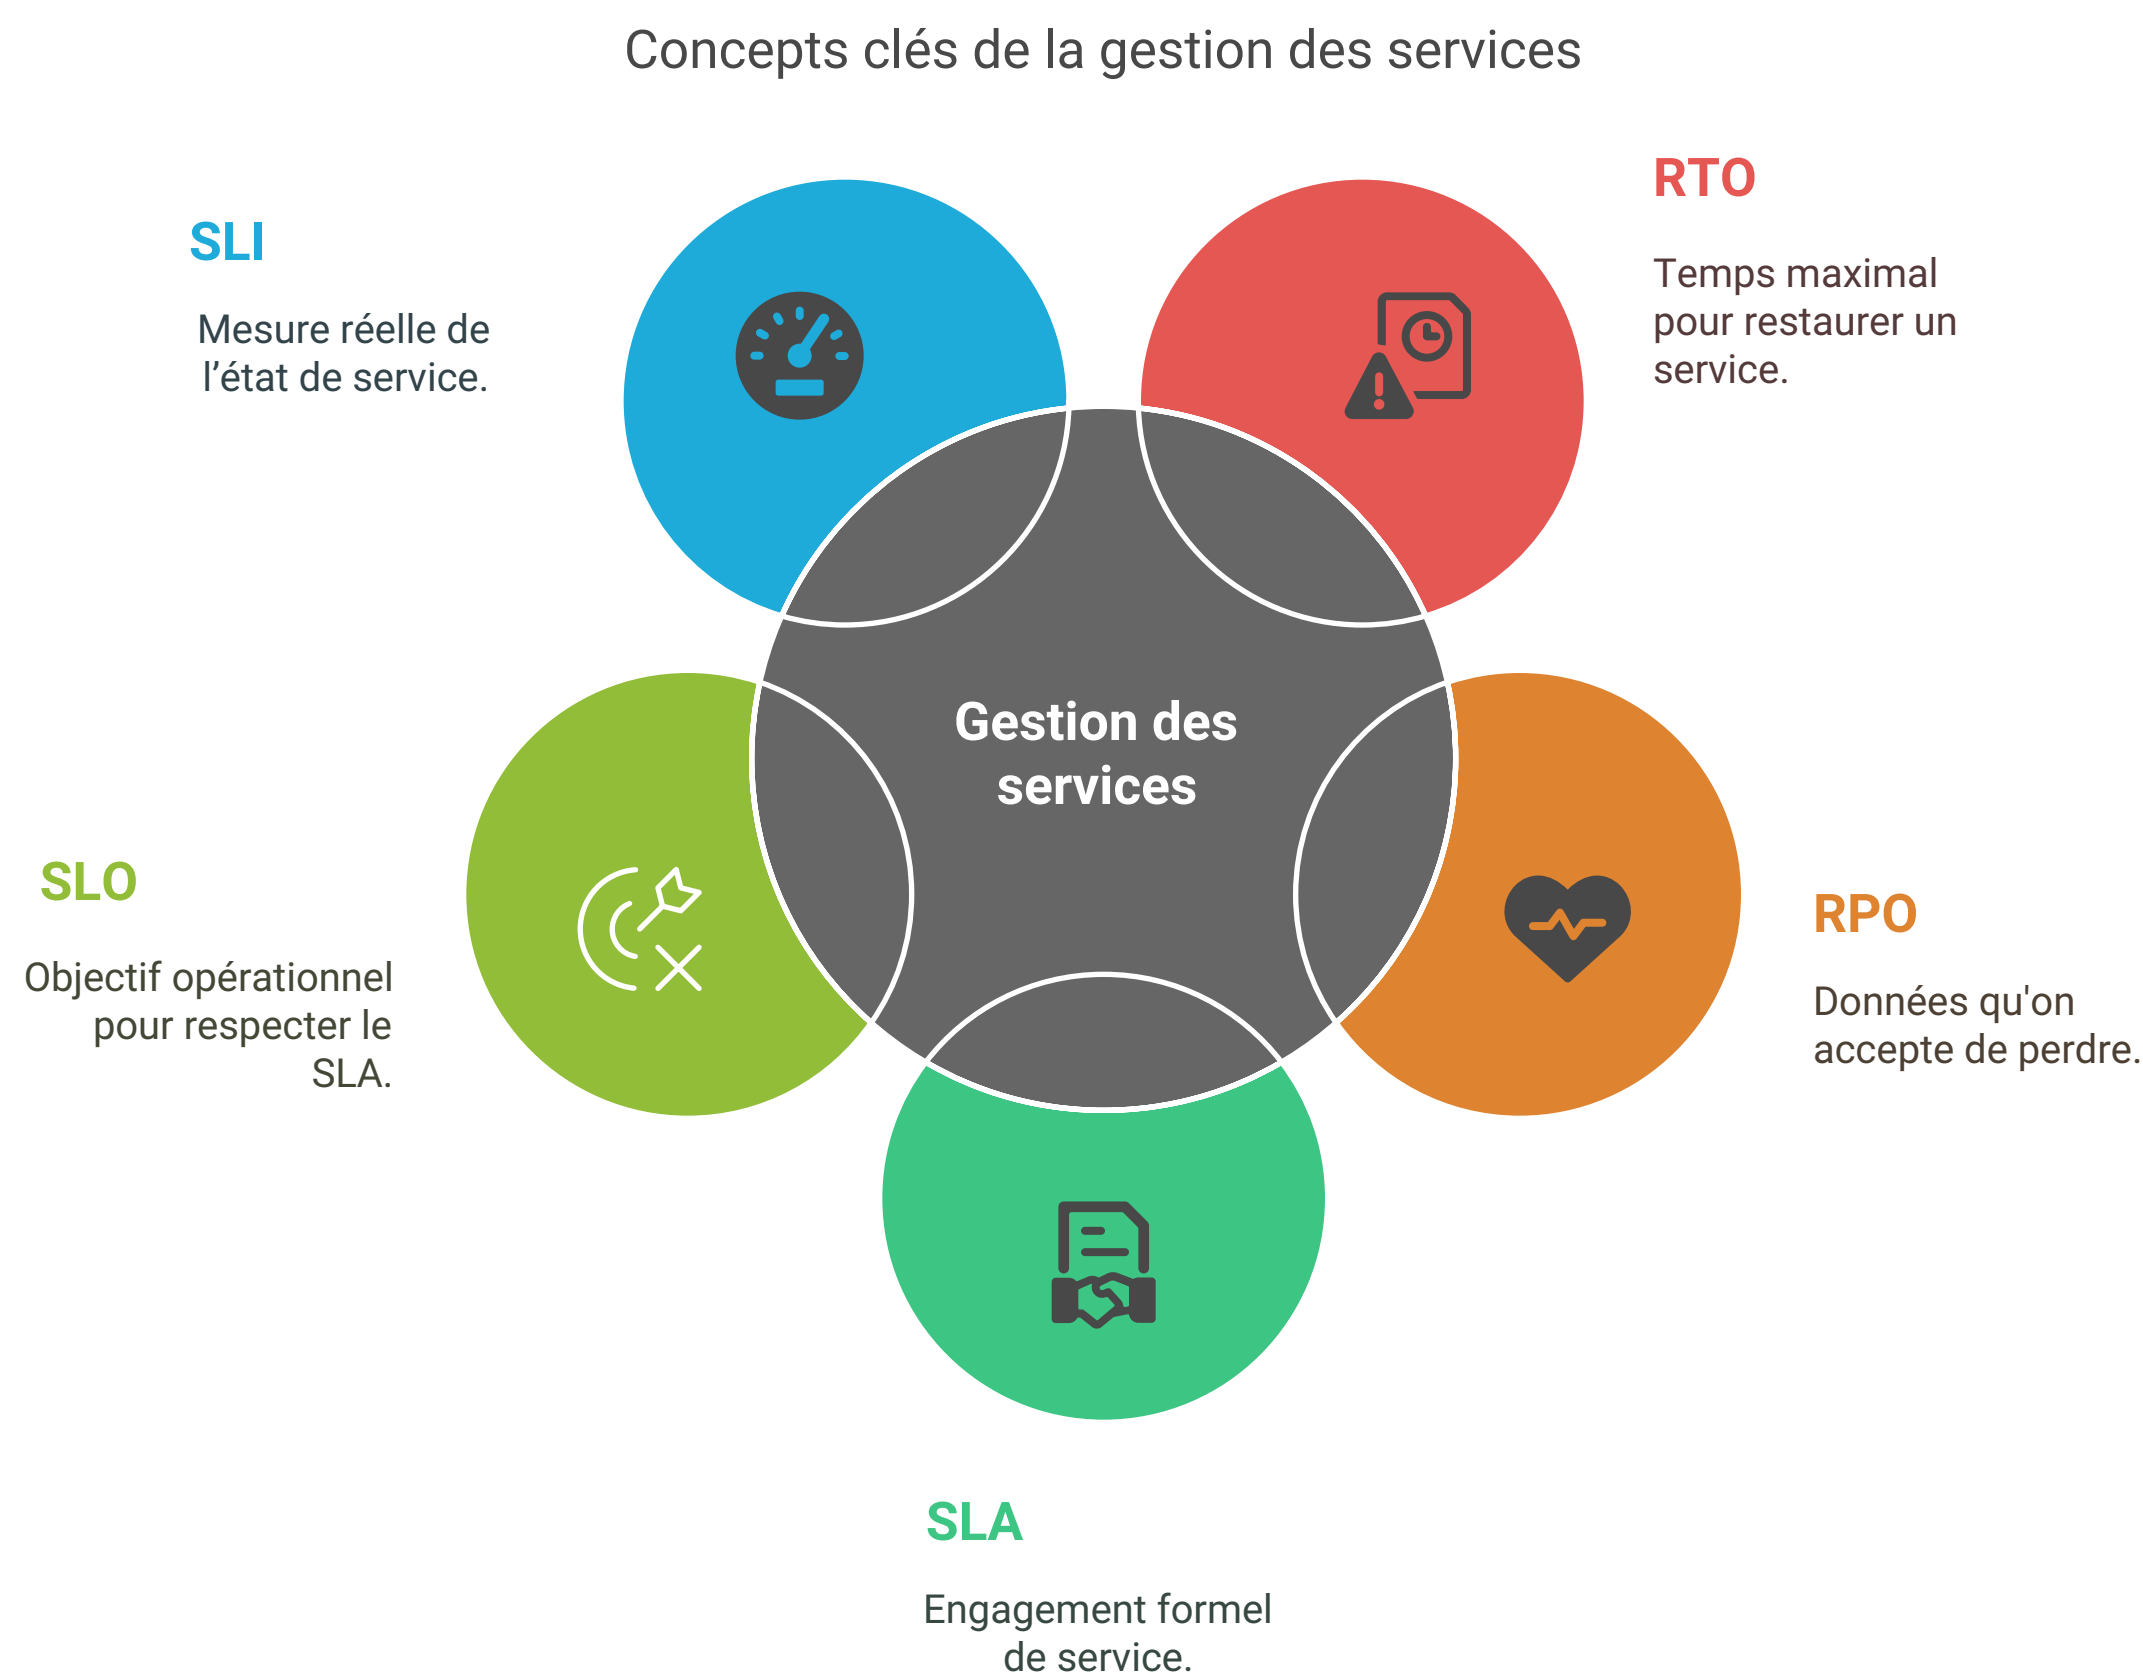 Concepts clés de la gestion des services
SLI
Mesure réelle de
l’état de service.
RTO
Temps maximal
pour restaurer un
service.
Gestion des
services
SLO
Objectif opérationnel
pour respecter le
SLA.
RPO
Données qu'on
accepte de perdre.
SLA
Engagement formel
de service.